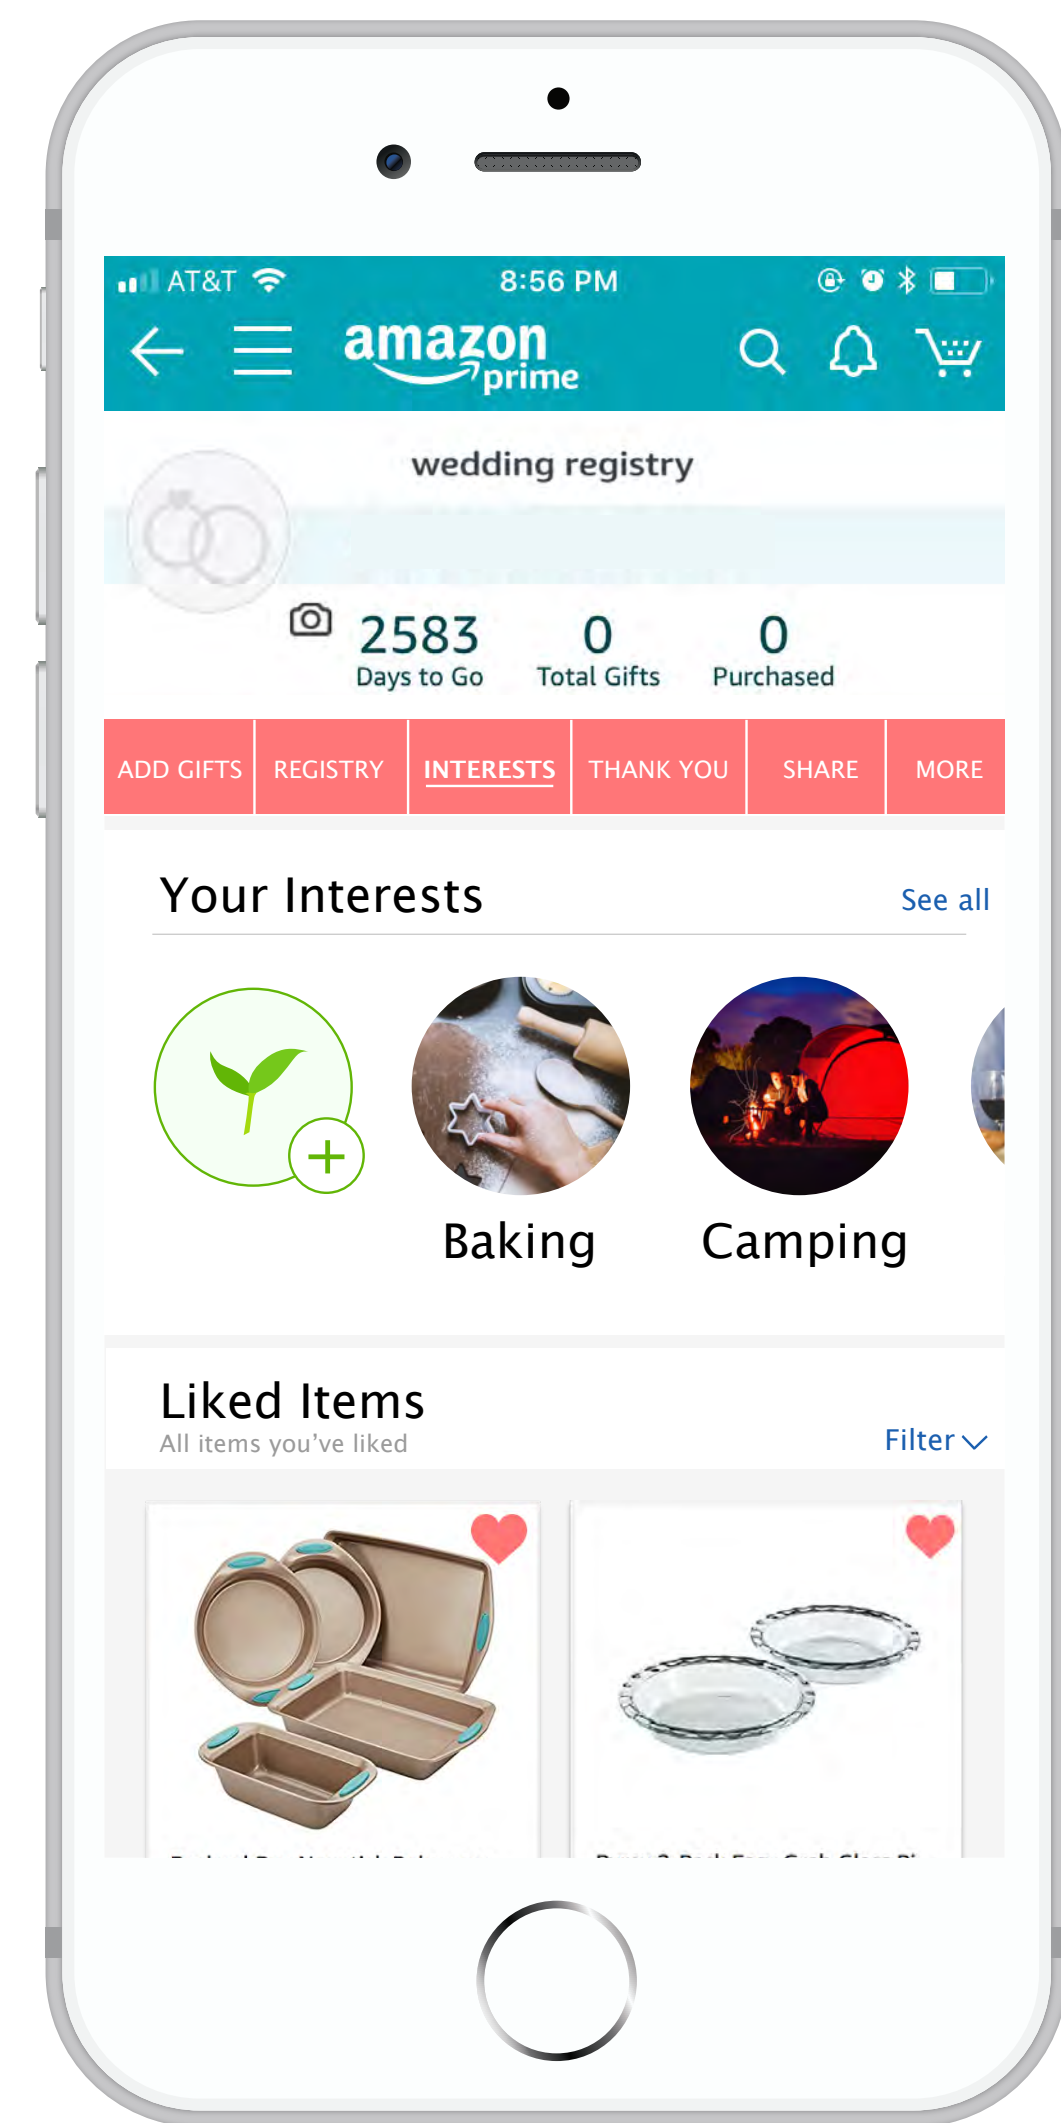 AT&T 8:56 PM
amazon
prime
wedding registry
2583 0 0
Days to Go Total Gifts Purchased
ADD GIFTS REGISTRY INTERESTS THANK YOU SHARE MORE
Your Interests See all
Baking Camping
Liked Items
All items you've liked Filter